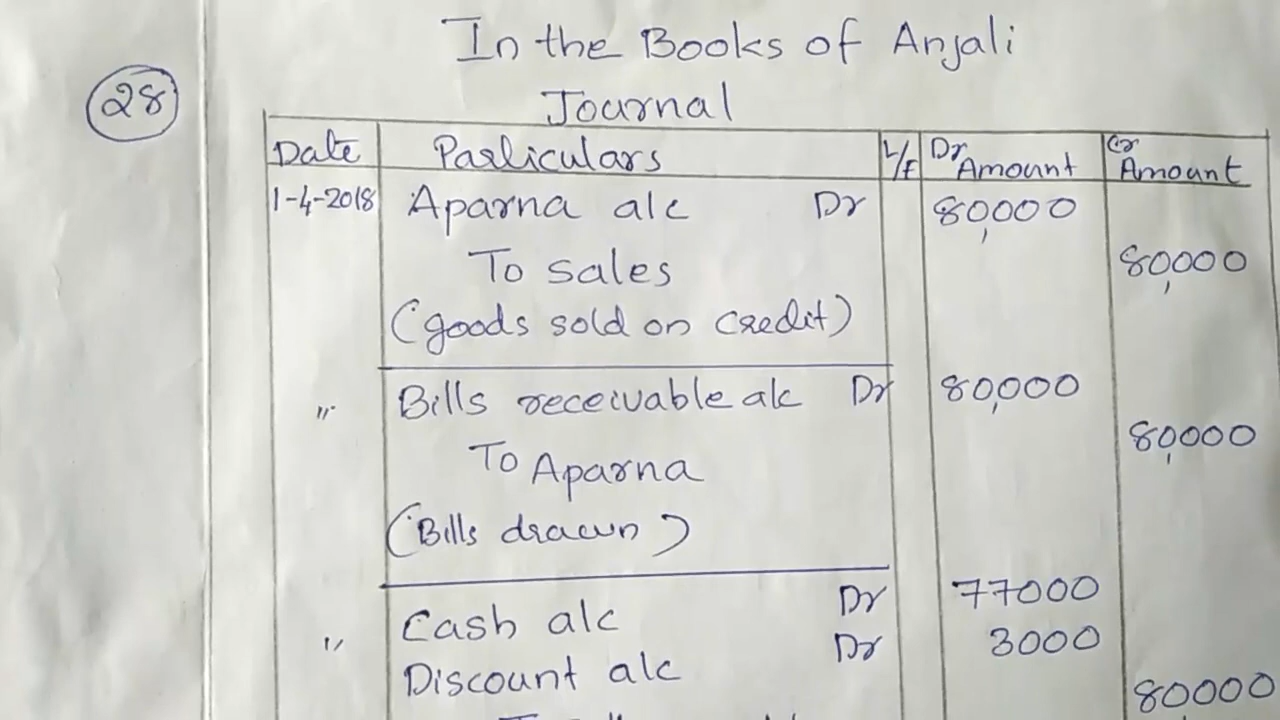 In the Books of Anjali
28
Journal
Date Particulars L/F Dr Amount Cr Amount
1-4-2018 Aparna a/c Dr 80,000
To sales 80,000
(goods sold on credit)
" Bills receivable a/c Dr 80,000
80,000
To Aparna
(Bills drawn)
Cash a/c Dr 77000
" Discount a/c Dr 3000
80000